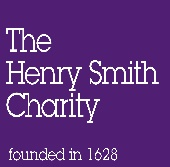 The
Henry Smith
Charity
founded in 1628